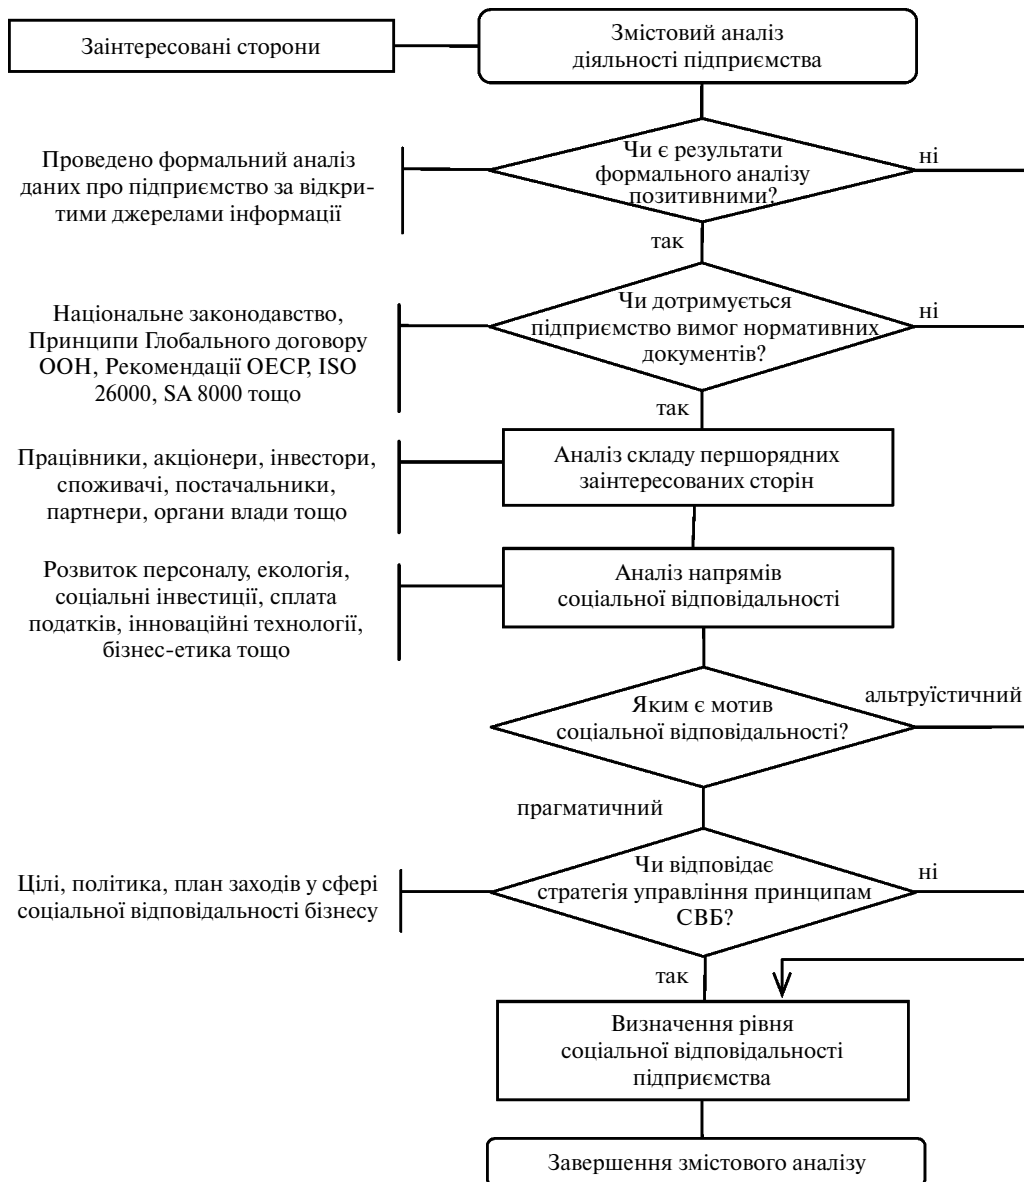 Заінтересовані сторони
Змістовий аналіз
діяльності підприємства
Проведено формальний аналіз
даних про підприємство за відкри-
тими джерелами інформації
Чи є результати
формального аналізу
позитивними?
ні
так
Національне законодавство,
Принципи Глобального договору
ООН, Рекомендації ОЕСР, ISO
26000, SA 8000 тощо
Чи дотримується
підприємство вимог нормативних
документів?
ні
так
Працівники, акціонери, інвестори,
споживачі, постачальники,
партнери, органи влади тощо
Аналіз складу першорядних
заінтересованих сторін
Розвиток персоналу, екологія,
соціальні інвестиції, сплата
податків, інноваційні технології,
бізнес-етика тощо
Аналіз напрямів
соціальної відповідальності
Яким є мотив
соціальної відповідальності?
альтруїстичний
прагматичний
Цілі, політика, план заходів у сфері
соціальної відповідальності бізнесу
Чи відповідає
стратегія управління принципам
СВБ?
ні
так
Визначення рівня
соціальної відповідальності
підприємства
Завершення змістового аналізу